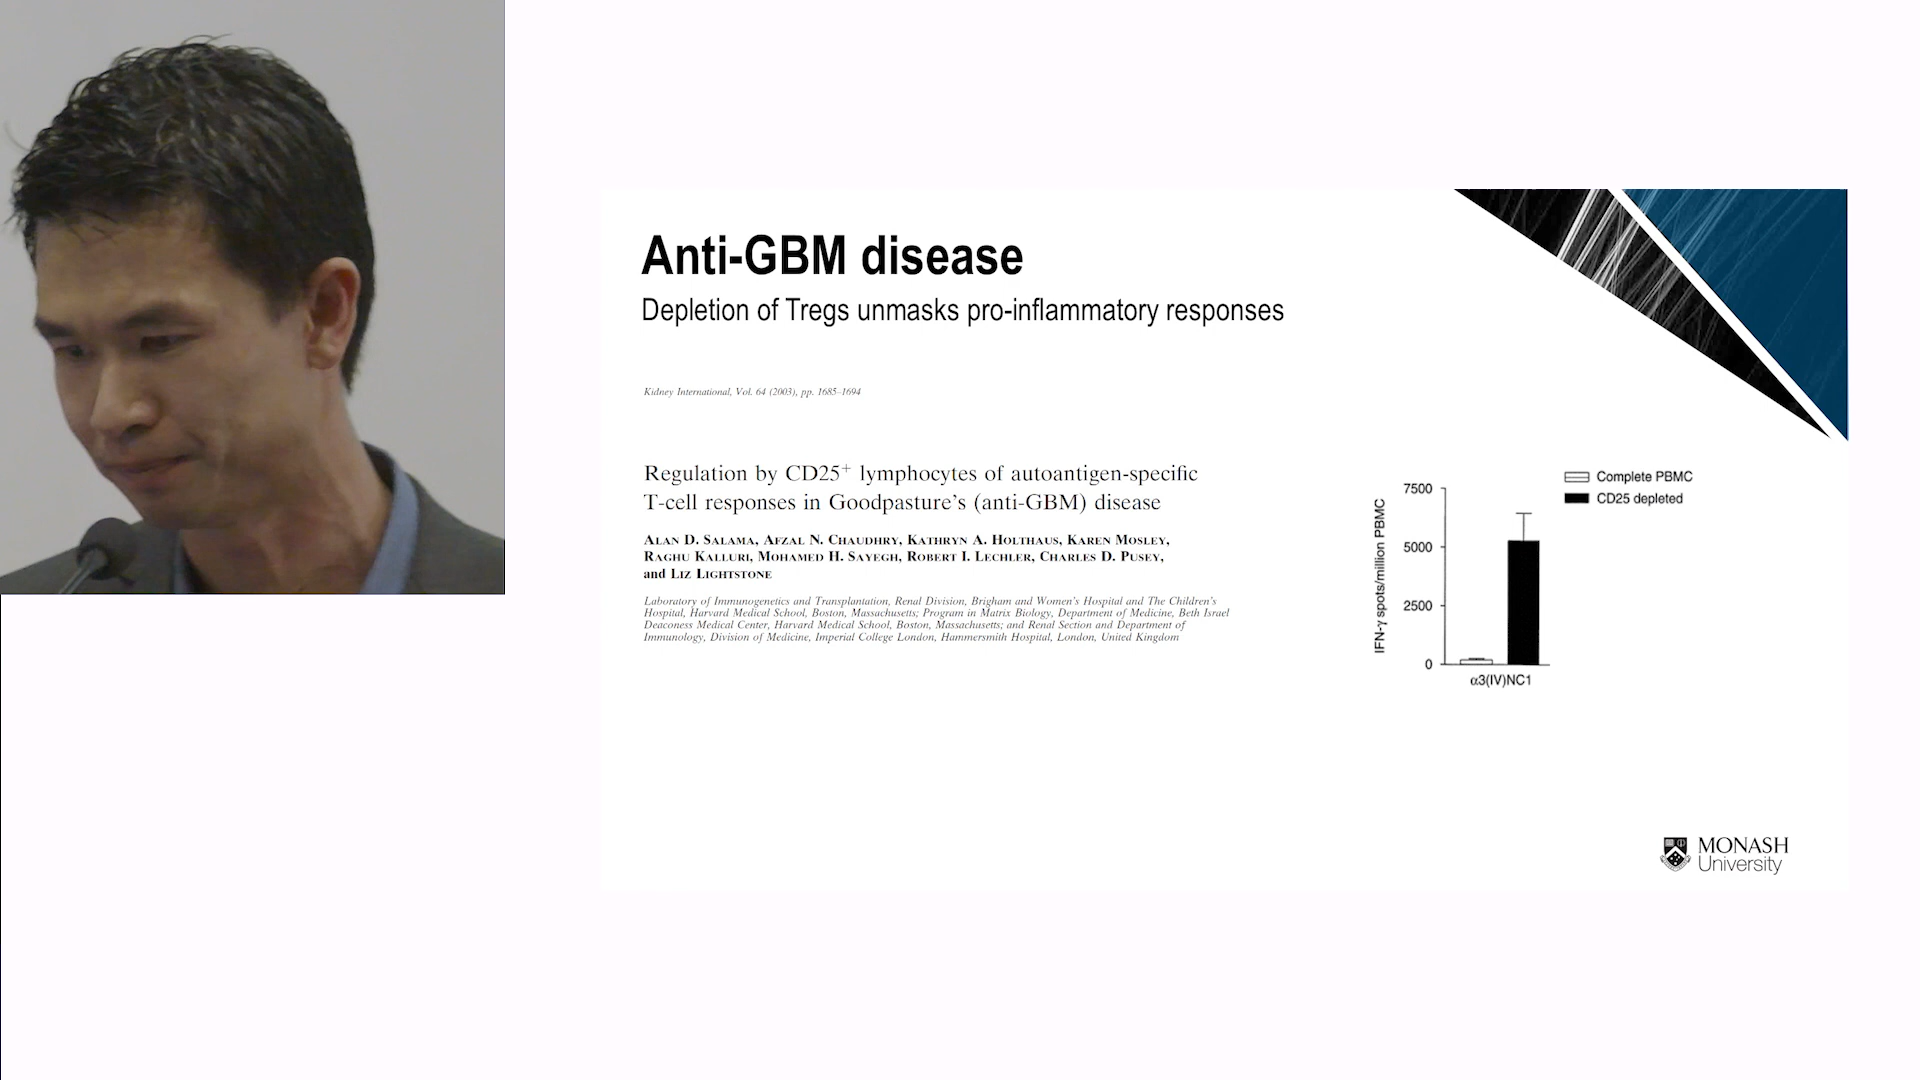 Anti-GBM disease
Depletion of Tregs unmasks pro-inflammatory responses
Kidney International, Vol. 64 (2003), pp. 1685–1694
Regulation by CD25+ lymphocytes of autoantigen-specific
T-cell responses in Goodpasture's (anti-GBM) disease
ALAN D. SALAMA, AFZAL N. CHAUDHRY, KATHRYN A. HOLTHAUS, KAREN MOSLEY,
RAGHU KALLURI, MOHAMED H. SAYEGH, ROBERT I. LECHLER, CHARLES D. PUSEY,
and LIZ LIGHTSTONE
Laboratory of Immunogenetics and Transplantation, Renal Division, Brigham and Women's Hospital and The Children's
Hospital, Harvard Medical School, Boston, Massachusetts; Program in Matrix Biology, Department of Medicine, Beth Israel
Deaconess Medical Center, Harvard Medical School, Boston, Massachusetts; and Renal Section and Department of
Immunology, Division of Medicine, Imperial College London, Hammersmith Hospital, London, United Kingdom
Complete PBMC
CD25 depleted
IFN-γ spots/million PBMC
7500
5000
2500
0
α3(IV)NC1
MONASH
University